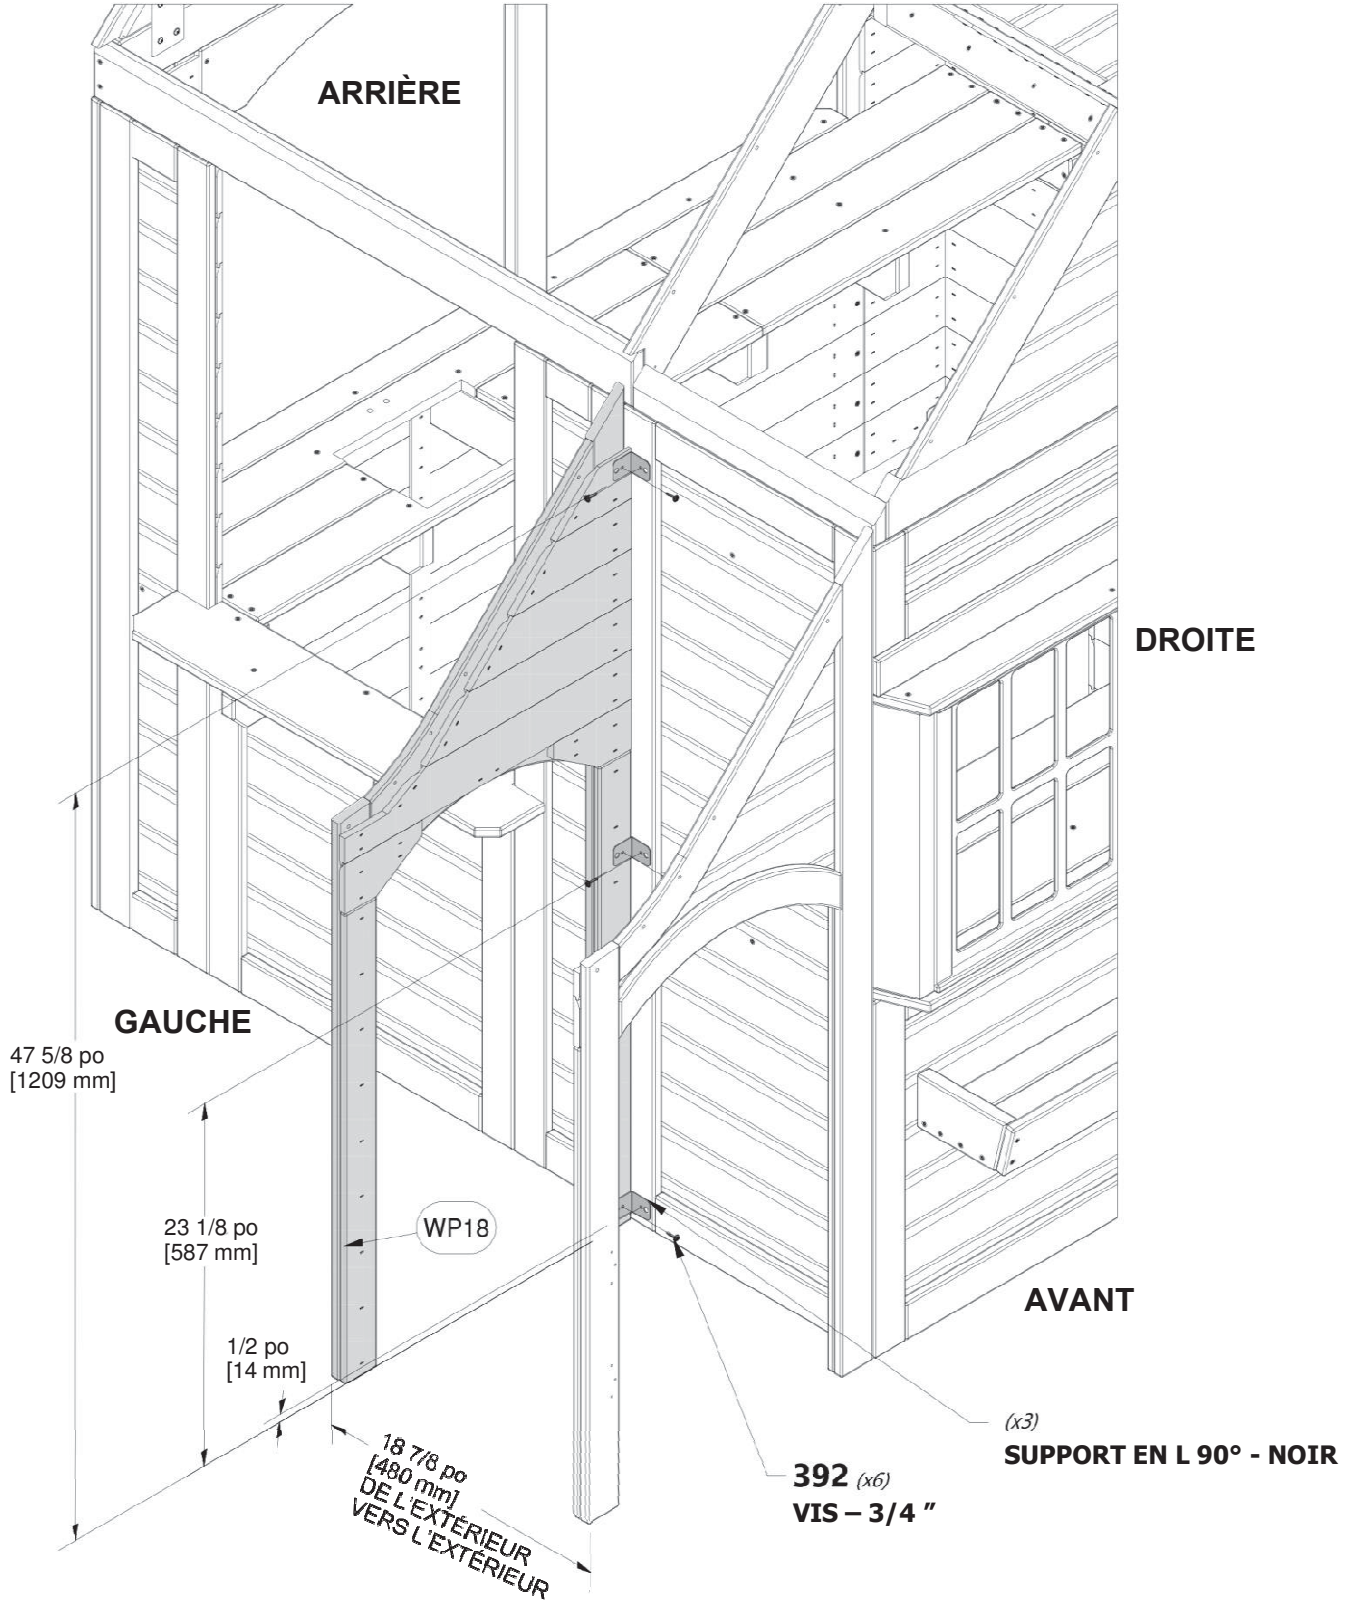 ARRIÈRE
DROITE
GAUCHE
47 5/8 po
[1209 mm]
23 1/8 po
[587 mm]
WP18
AVANT
1/2 po
[14 mm]
18 7/8 po
[480 mm]
DE L'EXTÉRIEUR
VERS L'EXTÉRIEUR
(x3)
SUPPORT EN L 90° - NOIR
392 (x6)
VIS – 3/4 "